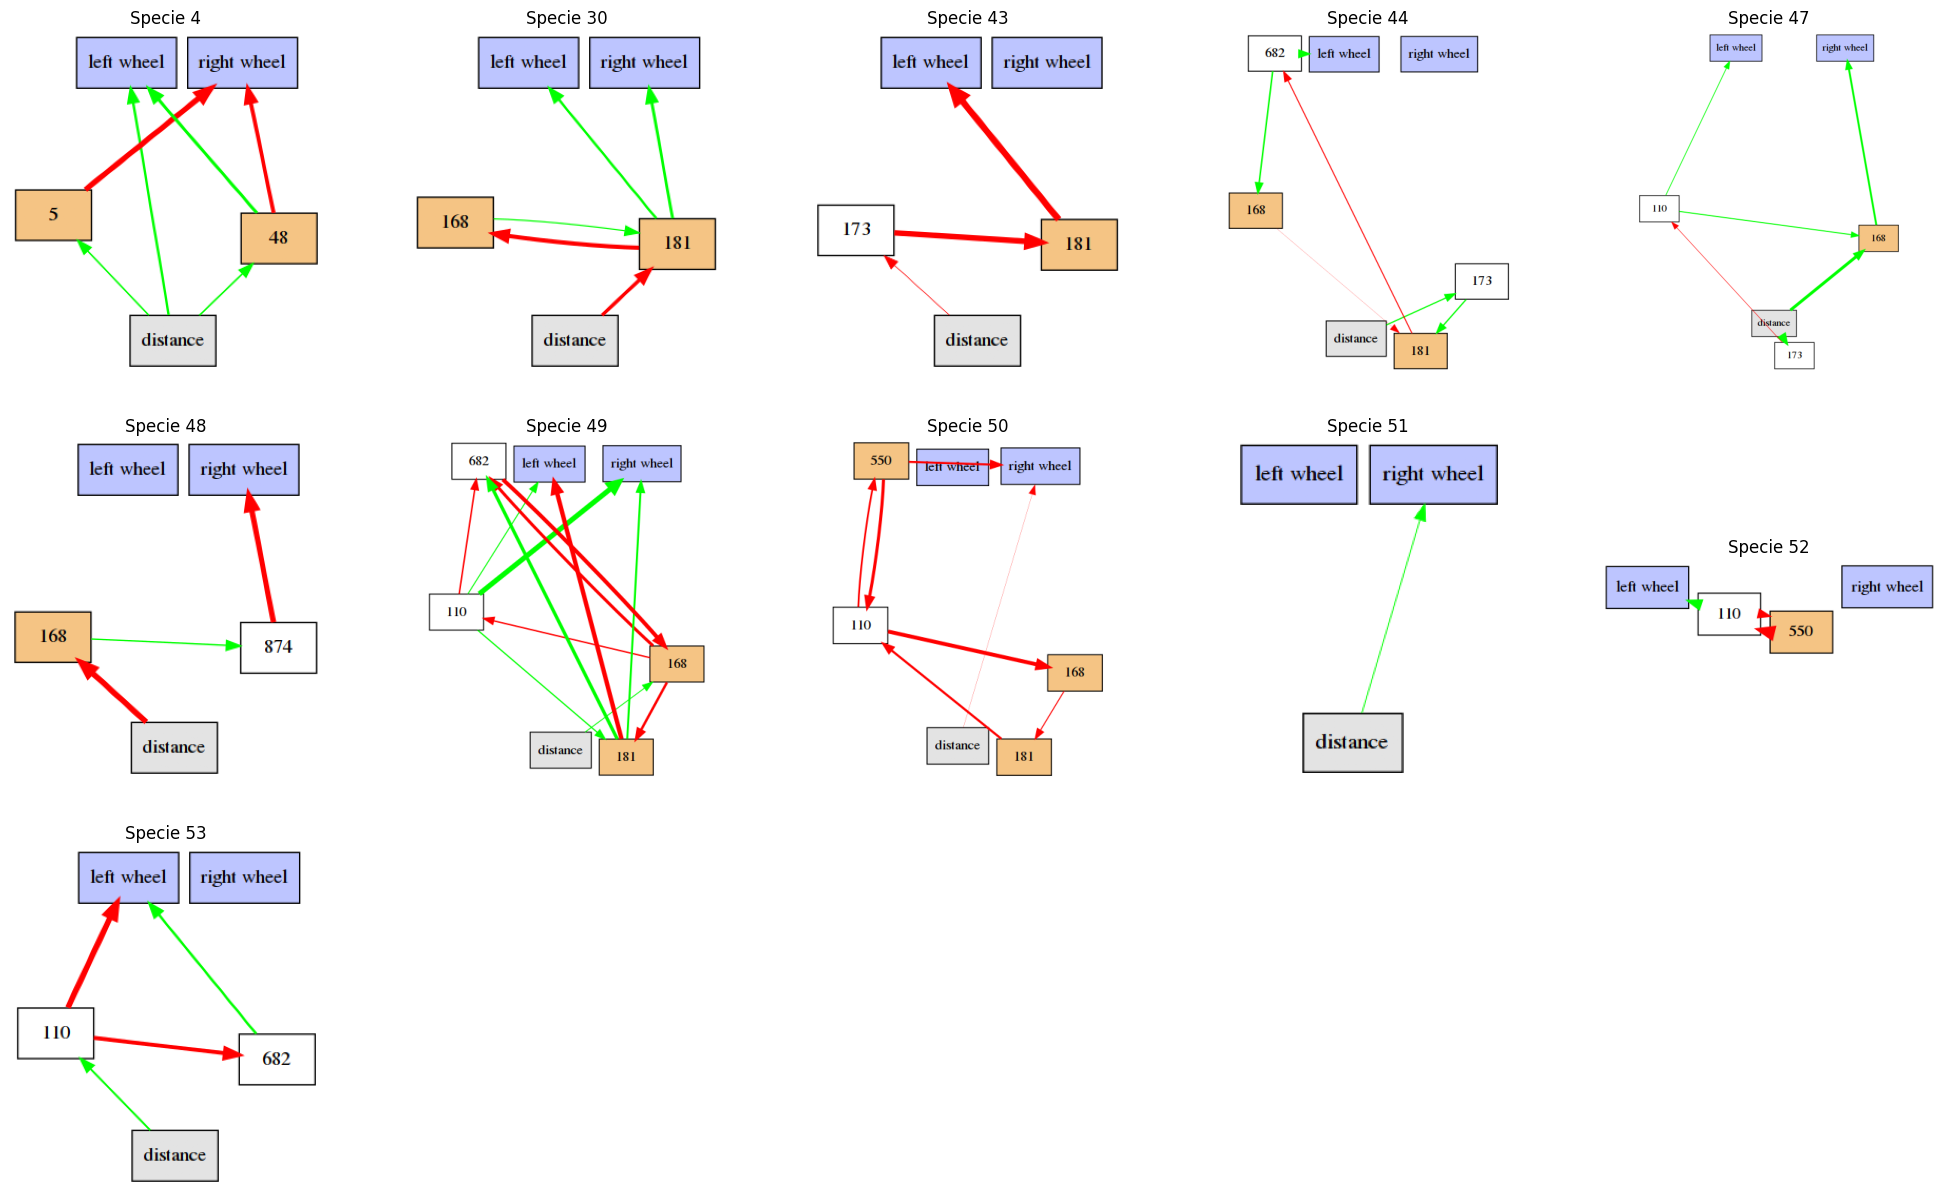 Specie 4
left wheel
right wheel
5
48
distance
Specie 30
left wheel
right wheel
168
181
distance
Specie 43
left wheel
right wheel
173
181
distance
Specie 44
682
left wheel
right wheel
168
173
distance
181
Specie 47
left wheel
right wheel
110
168
distance
173
Specie 48
left wheel
right wheel
168
874
distance
Specie 49
682
left wheel
right wheel
110
168
distance
181
Specie 50
550
left wheel
right wheel
110
168
distance
181
Specie 51
left wheel
right wheel
distance
Specie 52
left wheel
110
550
right wheel
Specie 53
left wheel
right wheel
110
682
distance